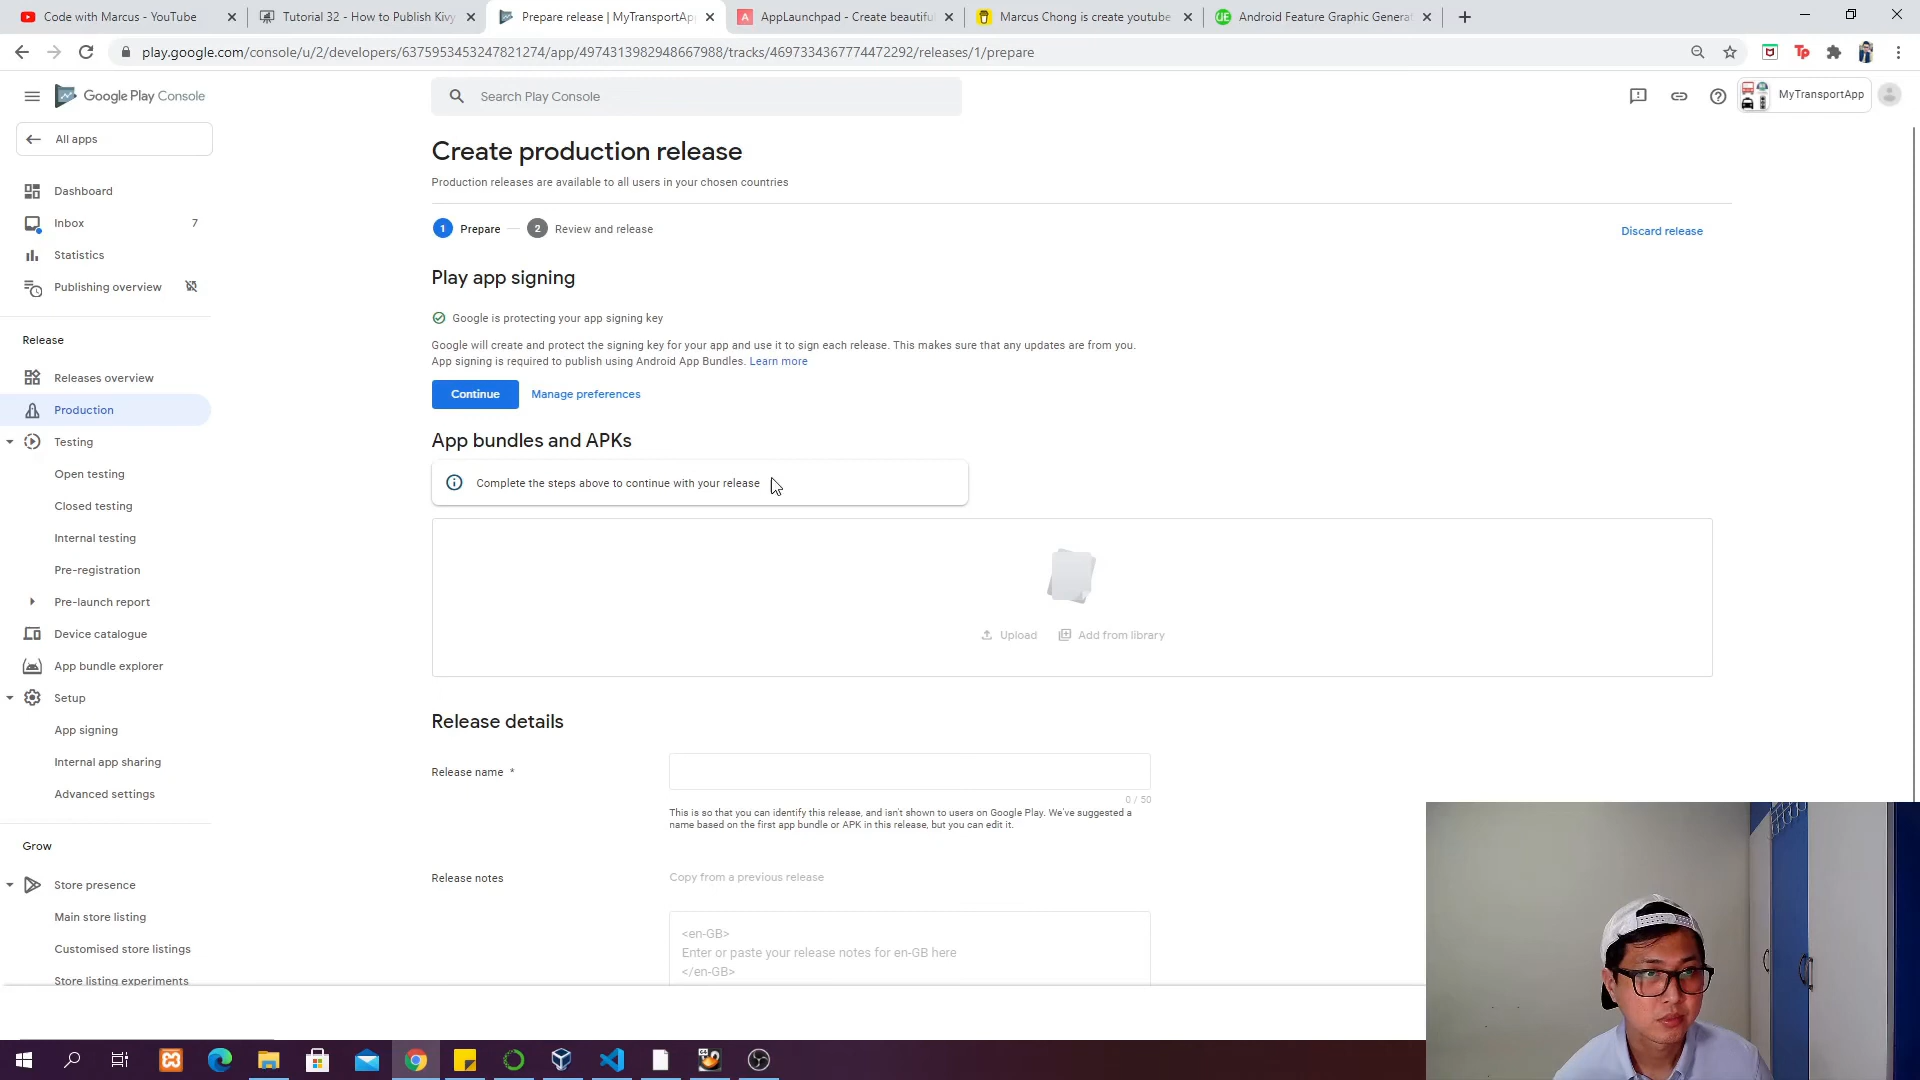 Code with Marcus - YouTube
Tutorial 32 - How to Publish Kivy
Prepare release | MyTransportApp
AppLaunchpad - Create beautiful
Marcus Chong is create youtube
Android Feature Graphic Generat
play.google.com/console/u/2/developers/6375953453247821274/app/4974313982948667988/tracks/4697334367774472292/releases/1/prepare
Google Play Console
Search Play Console
MyTransportApp
All apps
Dashboard
Inbox 7
Statistics
Publishing overview
Release
Releases overview
Production
Testing
Open testing
Closed testing
Internal testing
Pre-registration
Pre-launch report
Device catalogue
App bundle explorer
Setup
App signing
Internal app sharing
Advanced settings
Grow
Store presence
Main store listing
Customised store listings
Store listing experiments
Create production release
Production releases are available to all users in your chosen countries
1 Prepare
2 Review and release
Discard release
Play app signing
Google is protecting your app signing key
Google will create and protect the signing key for your app and use it to sign each release. This makes sure that any updates are from you.
App signing is required to publish using Android App Bundles. Learn more
Continue
Manage preferences
App bundles and APKs
Complete the steps above to continue with your release
Upload
Add from library
Release details
Release name *
0 / 50
This is so that you can identify this release, and isn't shown to users on Google Play. We've suggested a
name based on the first app bundle or APK in this release, but you can edit it.
Release notes
Copy from a previous release
<en-GB>
Enter or paste your release notes for en-GB here
</en-GB>